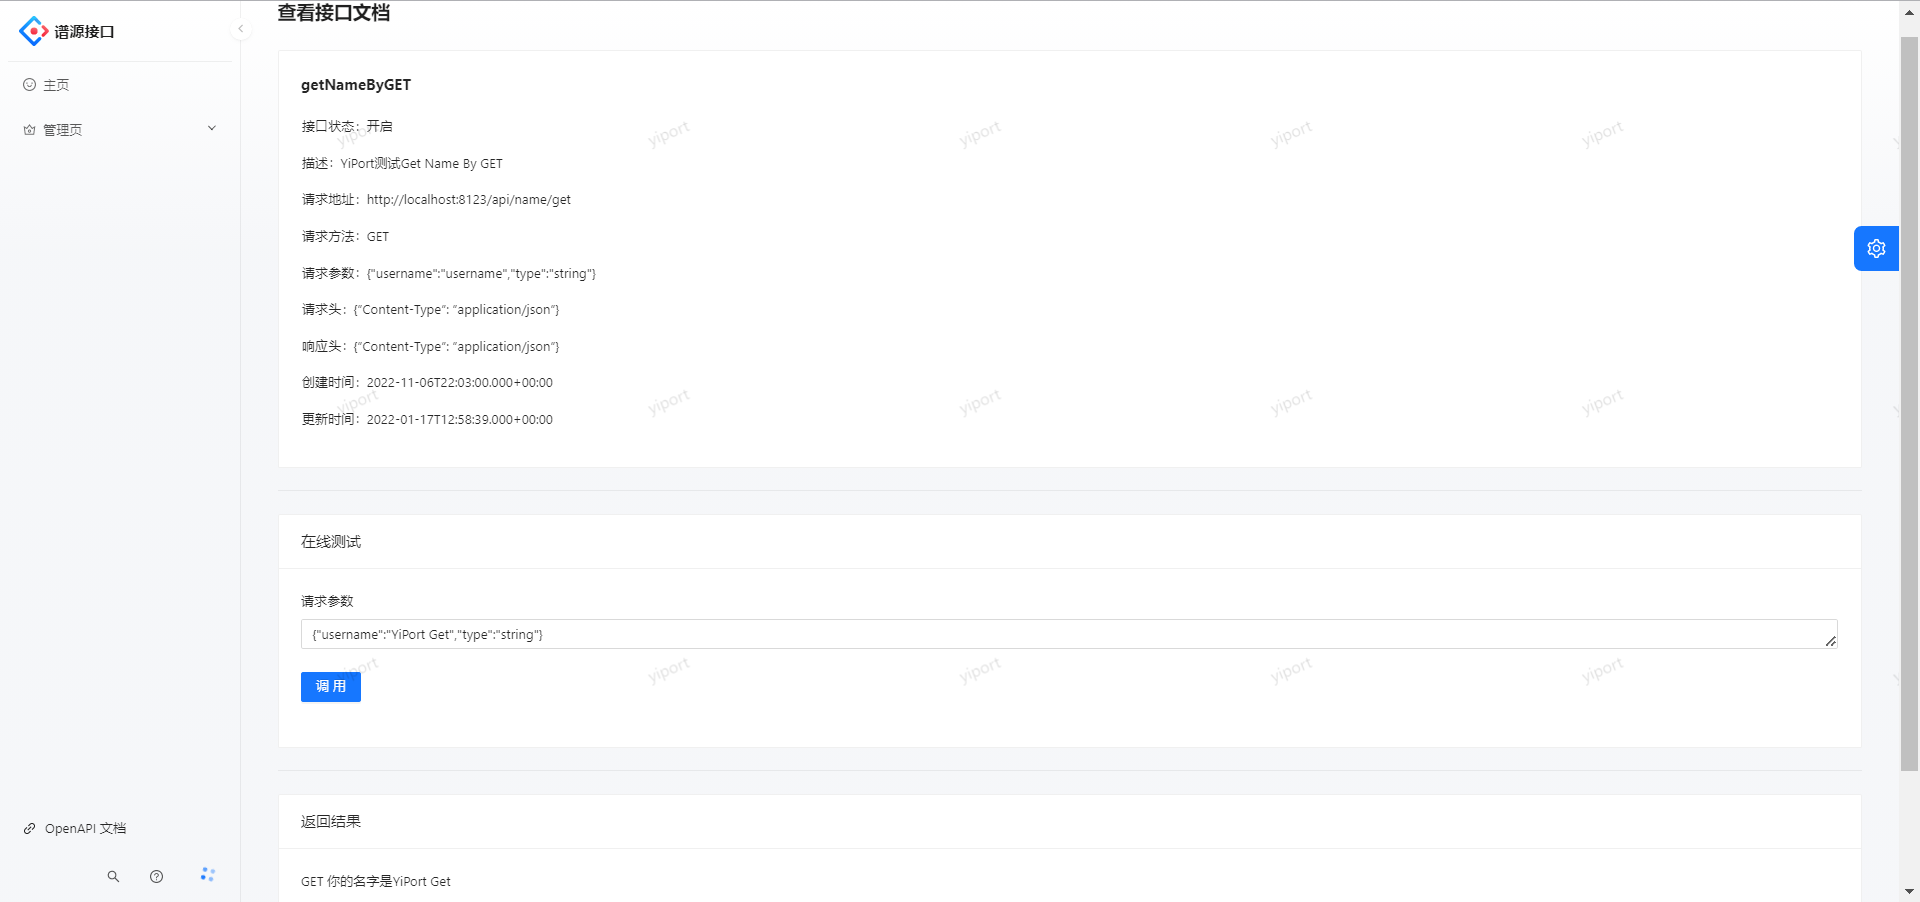 谱源接口
主页
管理页
查看接口文档
getNameByGET
接口状态：开启
描述：YiPort测试Get Name By GET
请求地址：http://localhost:8123/api/name/get
请求方法：GET
请求参数：{"username":"username","type":"string"}
请求头：{“Content-Type”: “application/json”}
响应头：{“Content-Type”: “application/json”}
创建时间：2022-11-06T22:03:00.000+00:00
更新时间：2022-01-17T12:58:39.000+00:00
yiport yiport yiport yiport yiport
yiport yiport yiport yiport yiport
在线测试
请求参数
{"username":"YiPort Get","type":"string"}
调 用
yiport yiport yiport yiport yiport
返回结果
GET 你的名字是YiPort Get
OpenAPI 文档